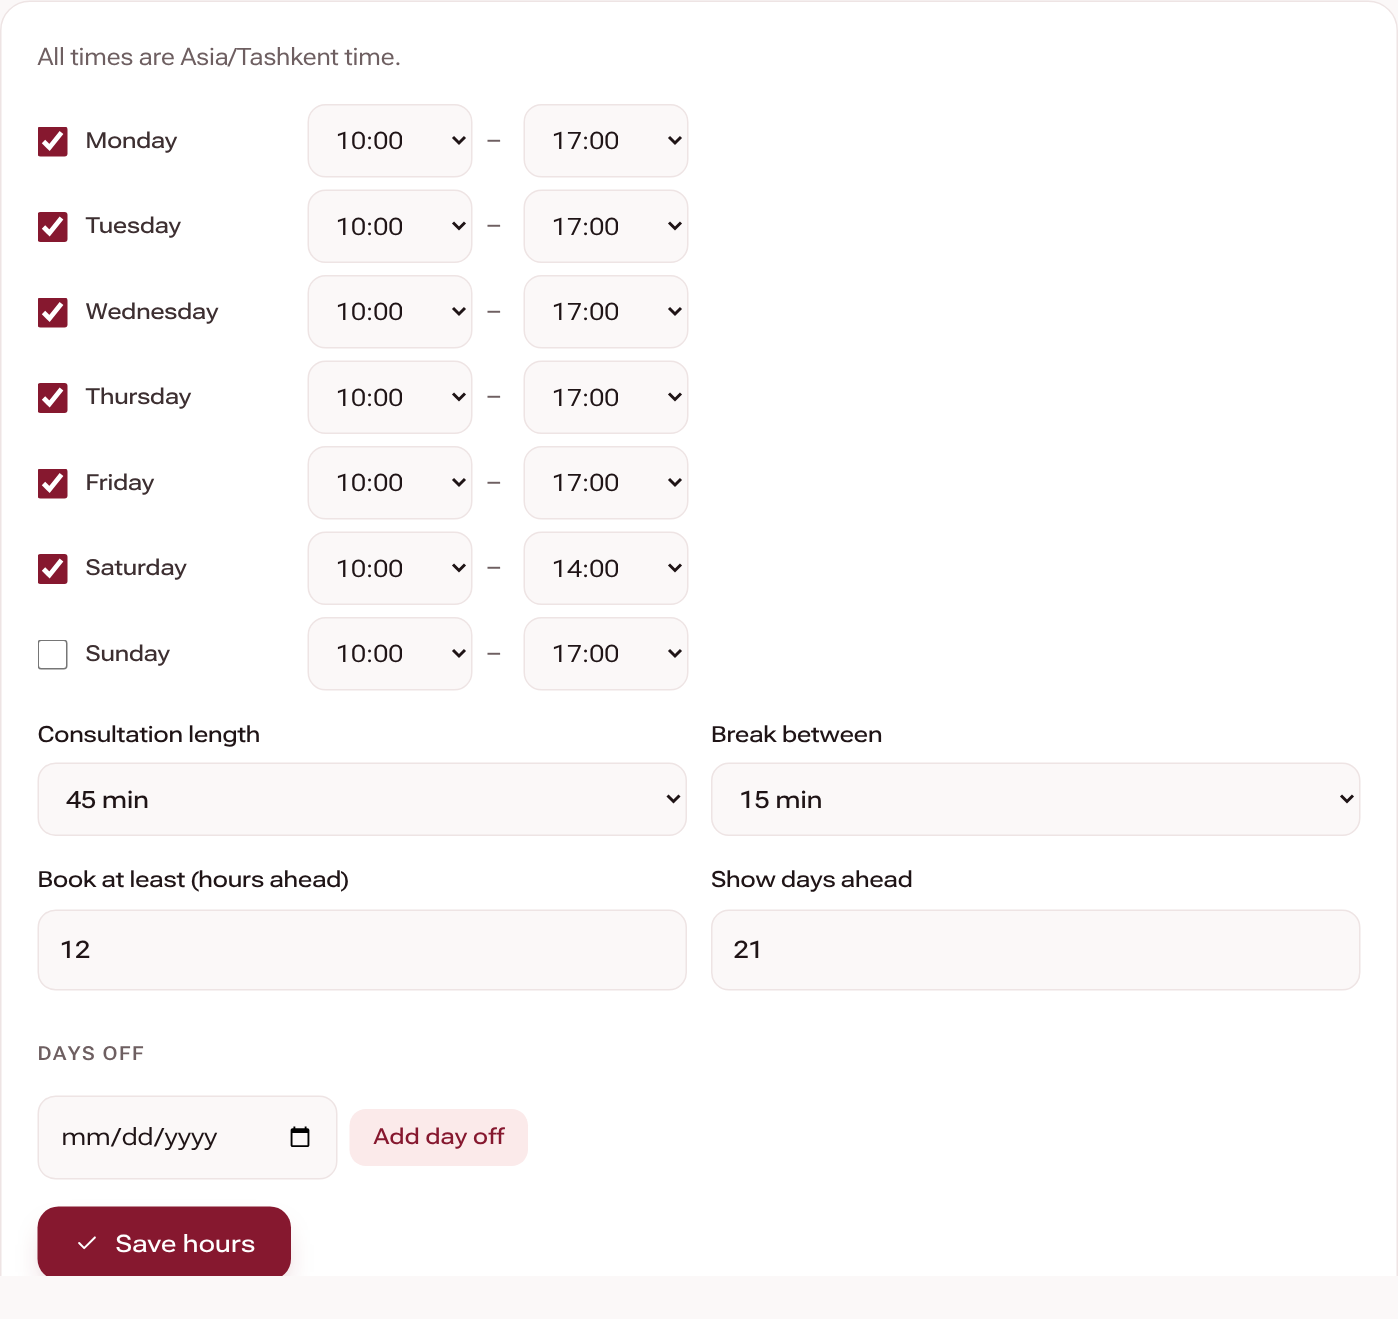 All times are Asia/Tashkent time.
Monday 10:00 – 17:00
Tuesday 10:00 – 17:00
Wednesday 10:00 – 17:00
Thursday 10:00 – 17:00
Friday 10:00 – 17:00
Saturday 10:00 – 14:00
Sunday 10:00 – 17:00
Consultation length Break between
45 min 15 min
Book at least (hours ahead) Show days ahead
12 21
DAYS OFF
mm/dd/yyyy Add day off
Save hours